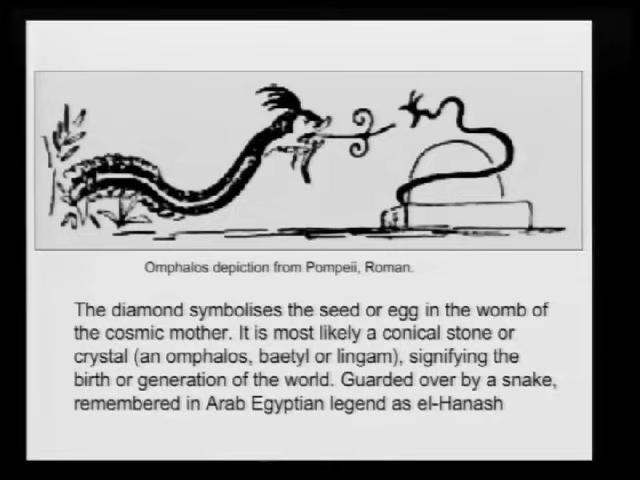 Omphalos depiction from Pompeii, Roman.
The diamond symbolises the seed or egg in the womb of
the cosmic mother. It is most likely a conical stone or
crystal (an omphalos, baetyl or lingam), signifying the
birth or generation of the world. Guarded over by a snake,
remembered in Arab Egyptian legend as el-Hanash